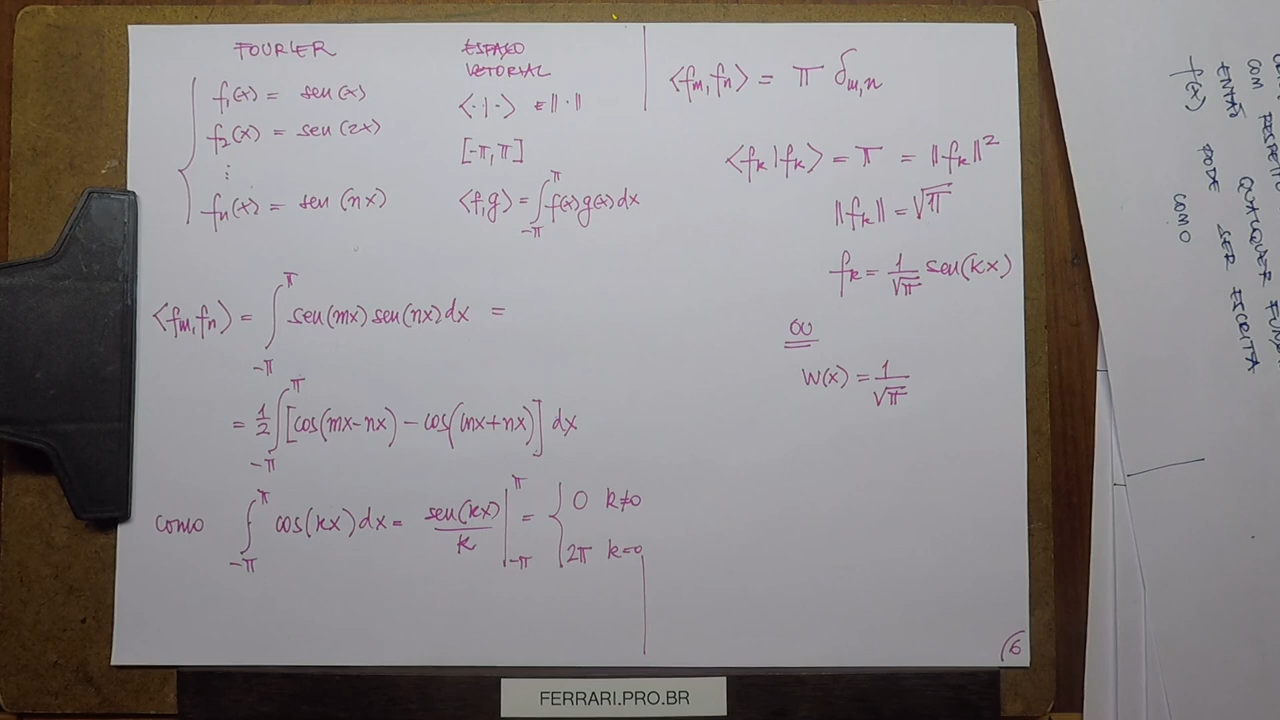 FOURIER
f₁(x) = sen(x)
f₂(x) = sen(2x)
⋮
fₙ(x) = sen(nx)
ESPAÇO
VETORIAL
⟨·|·⟩ e ‖·‖
[-π, π]
⟨f,g⟩ = ∫_{-π}^{π} f(x)g(x)dx
⟨fm, fn⟩ = ∫_{-π}^{π} sen(mx) sen(nx) dx =
= 1/2 ∫_{-π}^{π} [cos(mx-nx) - cos(mx+nx)] dx
COMO ∫_{-π}^{π} cos(kx) dx = sen(kx)/k |_{-π}^{π} = { 0 k≠0
2π k=0
⟨fm, fn⟩ = π δm,n
⟨fk|fk⟩ = π = ‖fk‖²
‖fk‖ = √π
fk = 1/√π sen(kx)
OU
W(x) = 1/√π
6
COM RESPEITO
ENTÃO QUALQUER
f(x) PODE SER ESCRITA
COMO
FERRARI.PRO.BR